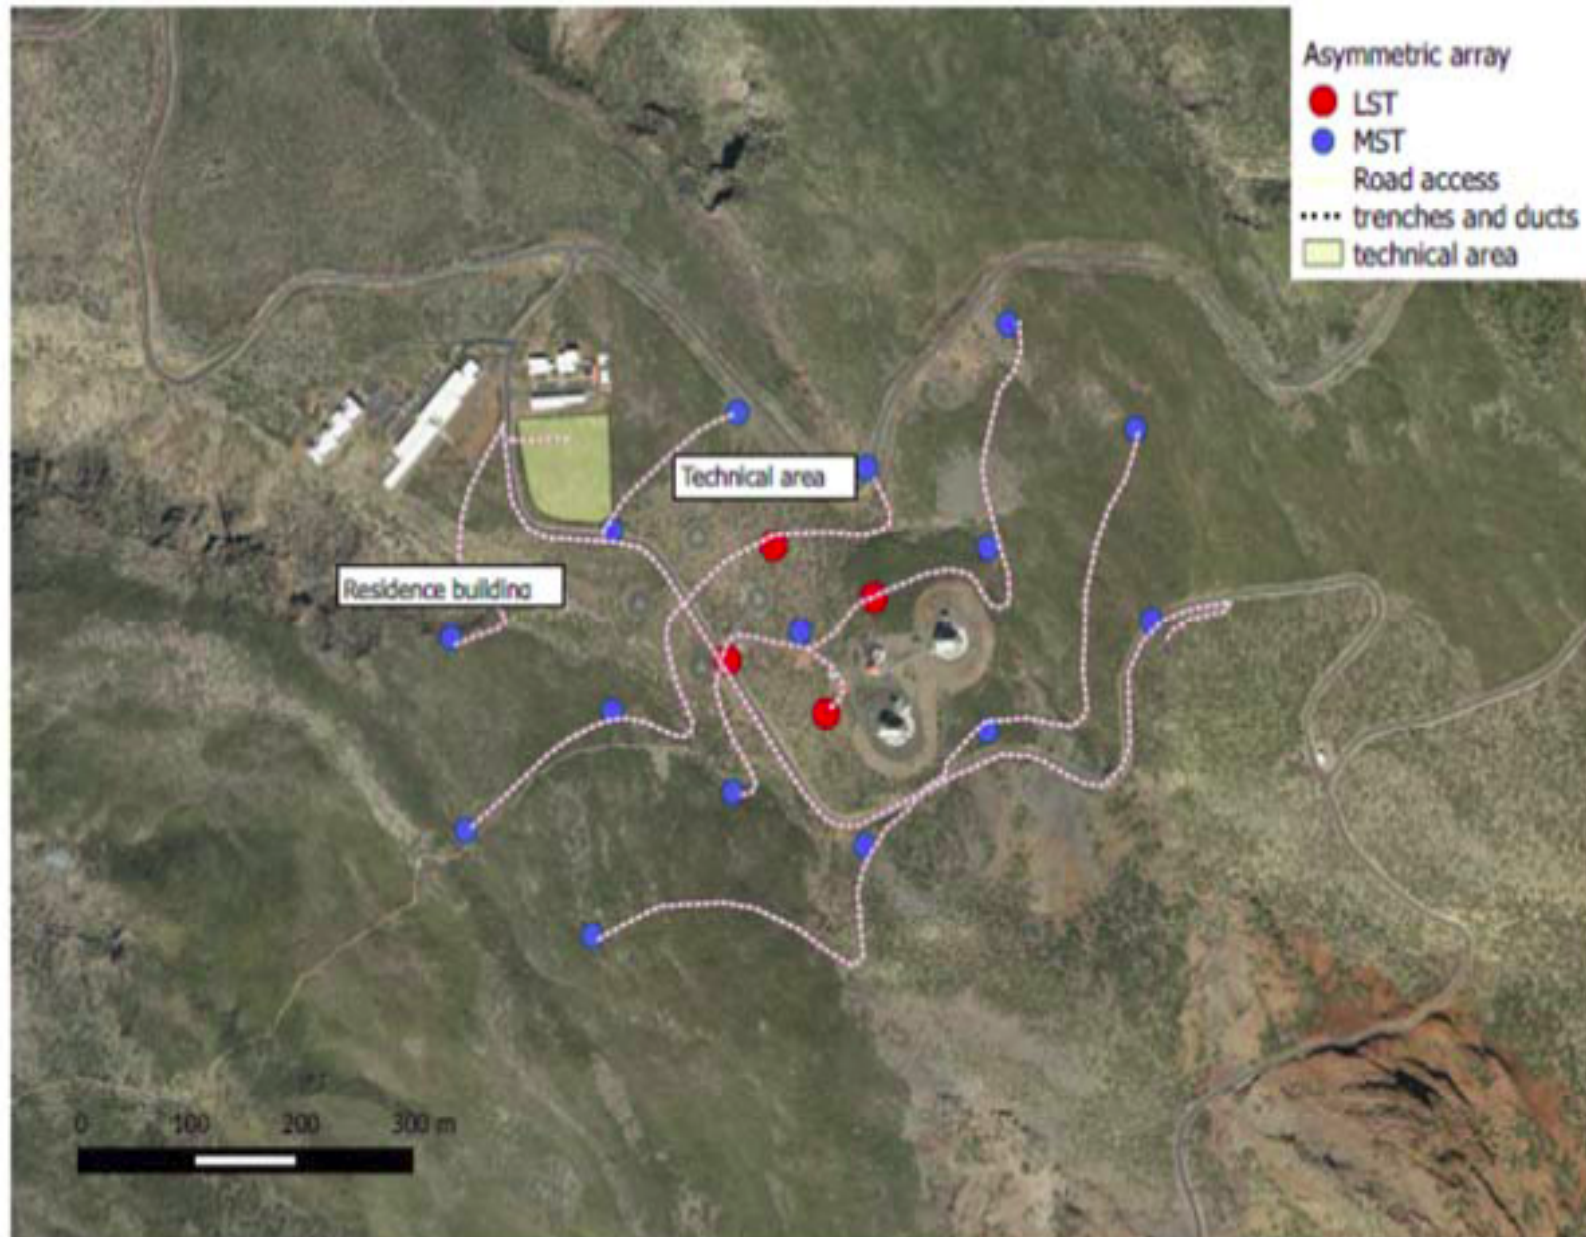 Asymmetric array
LST
MST
Road access
trenches and ducts
technical area
Technical area
Residence building
0 100 200 300 m